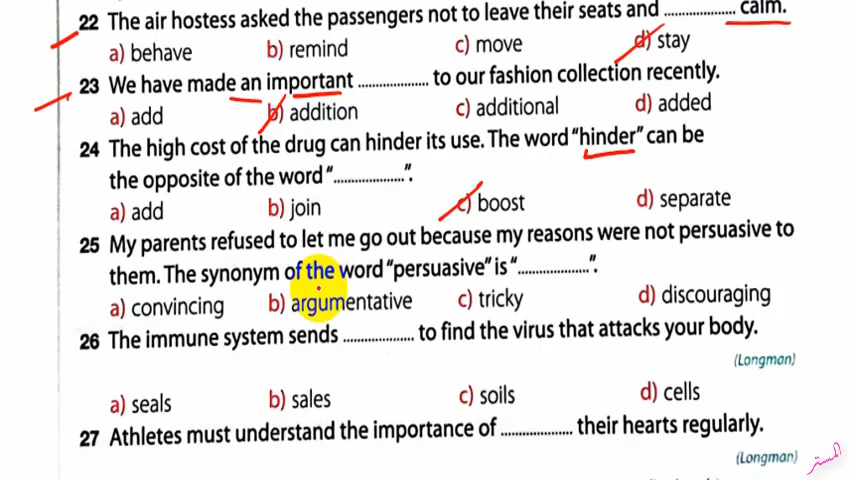 22 The air hostess asked the passengers not to leave their seats and .................. calm.
a) behave b) remind c) move d) stay
23 We have made an important .................. to our fashion collection recently.
a) add b) addition c) additional d) added
24 The high cost of the drug can hinder its use. The word "hinder" can be
the opposite of the word "..................".
a) add b) join c) boost d) separate
25 My parents refused to let me go out because my reasons were not persuasive to
them. The synonym of the word "persuasive" is "..................".
a) convincing b) argumentative c) tricky d) discouraging
26 The immune system sends .................. to find the virus that attacks your body.
(Longman)
a) seals b) sales c) soils d) cells
27 Athletes must understand the importance of .................. their hearts regularly.
(Longman)
المستر